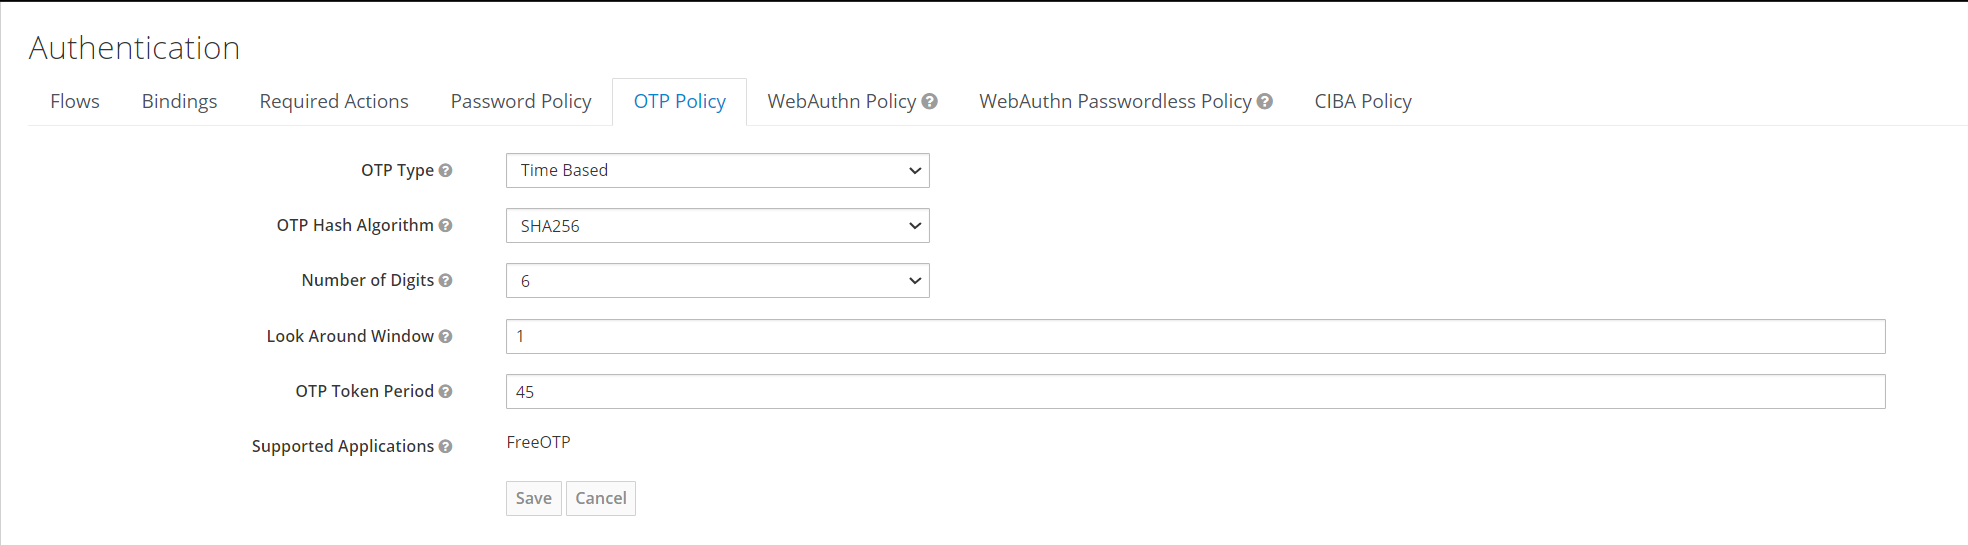 Authentication
Flows Bindings Required Actions Password Policy OTP Policy WebAuthn Policy WebAuthn Passwordless Policy CIBA Policy
OTP Type Time Based
OTP Hash Algorithm SHA256
Number of Digits 6
Look Around Window 1
OTP Token Period 45
Supported Applications FreeOTP
Save Cancel